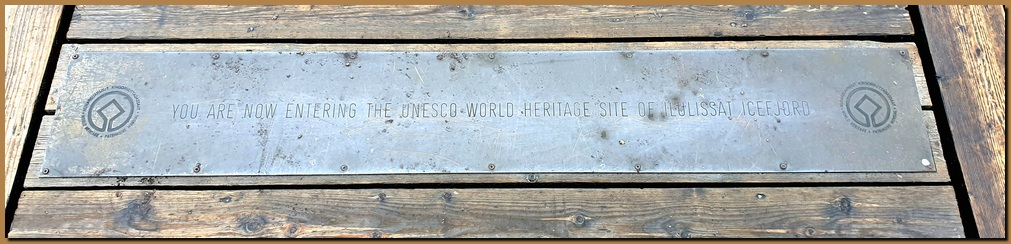 YOU ARE NOW ENTERING THE UNESCO WORLD HERITAGE SITE OF ILULISSAT ICEFJORD